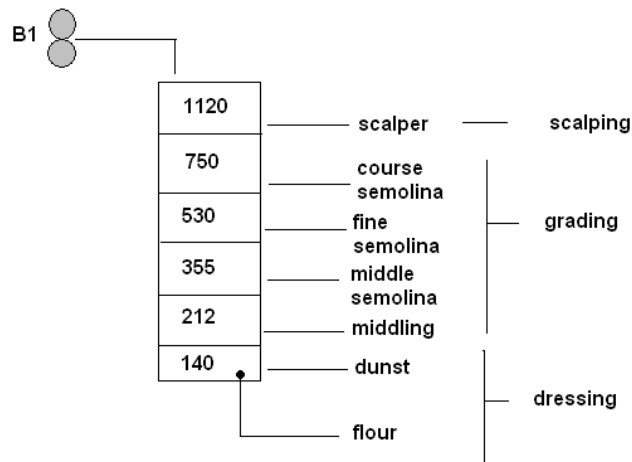 B1
1120
scalper
scalping
750
course
semolina
530
fine
semolina
grading
355
middle
semolina
212
middling
140
dunst
dressing
flour